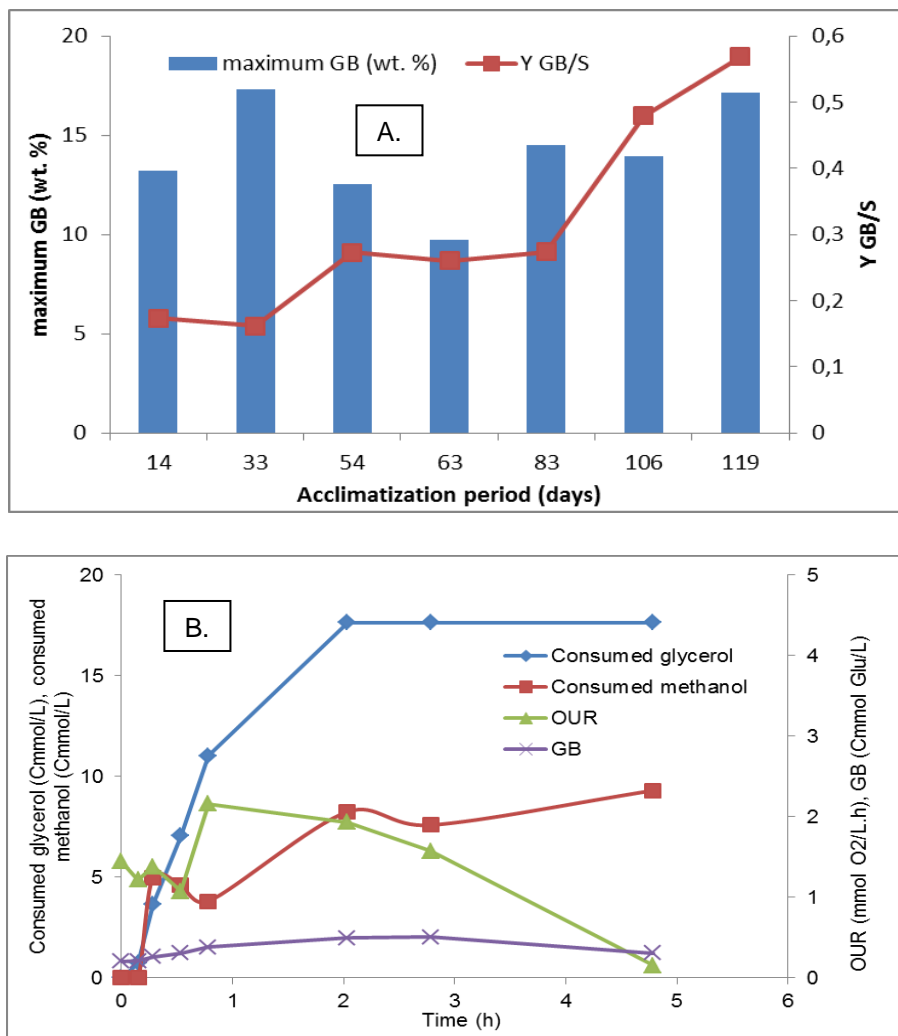 maximum GB (wt. %)
Y GB/S
A.
20
15
10
5
0
maximum GB (wt. %)
0,6
0,5
0,4
0,3
0,2
0,1
0
Y GB/S
14 33 54 63 83 106 119
Acclimatization period (days)
B.
20
15
10
5
0
Consumed glycerol (Cmmol/L), consumed
methanol (Cmmol/L)
Consumed glycerol
Consumed methanol
OUR
GB
5
4
3
2
1
0
OUR (mmol O2/L.h), GB (Cmmol Glu/L)
0 1 2 3 4 5 6
Time (h)